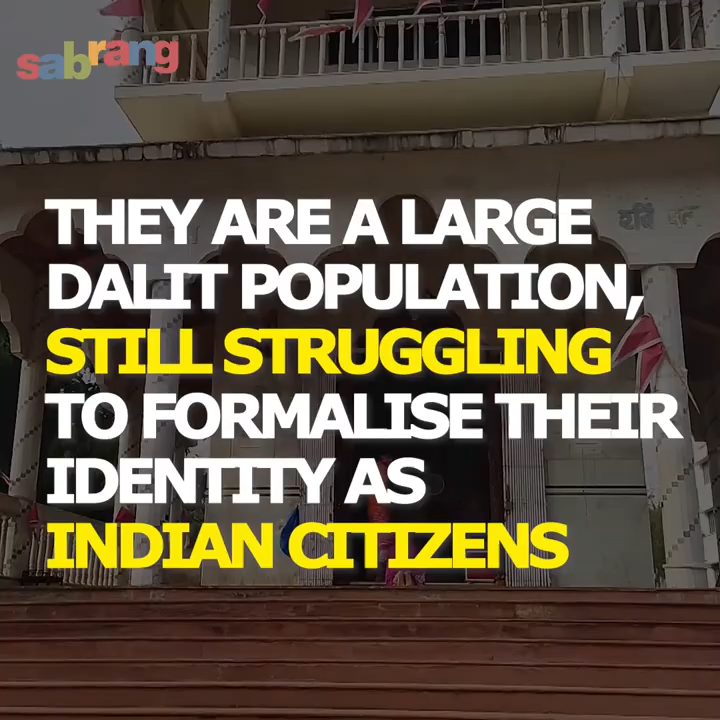 sabrang
THEY ARE A LARGE
DALIT POPULATION,
STILL STRUGGLING
TO FORMALISE THEIR
IDENTITY AS
INDIAN CITIZENS